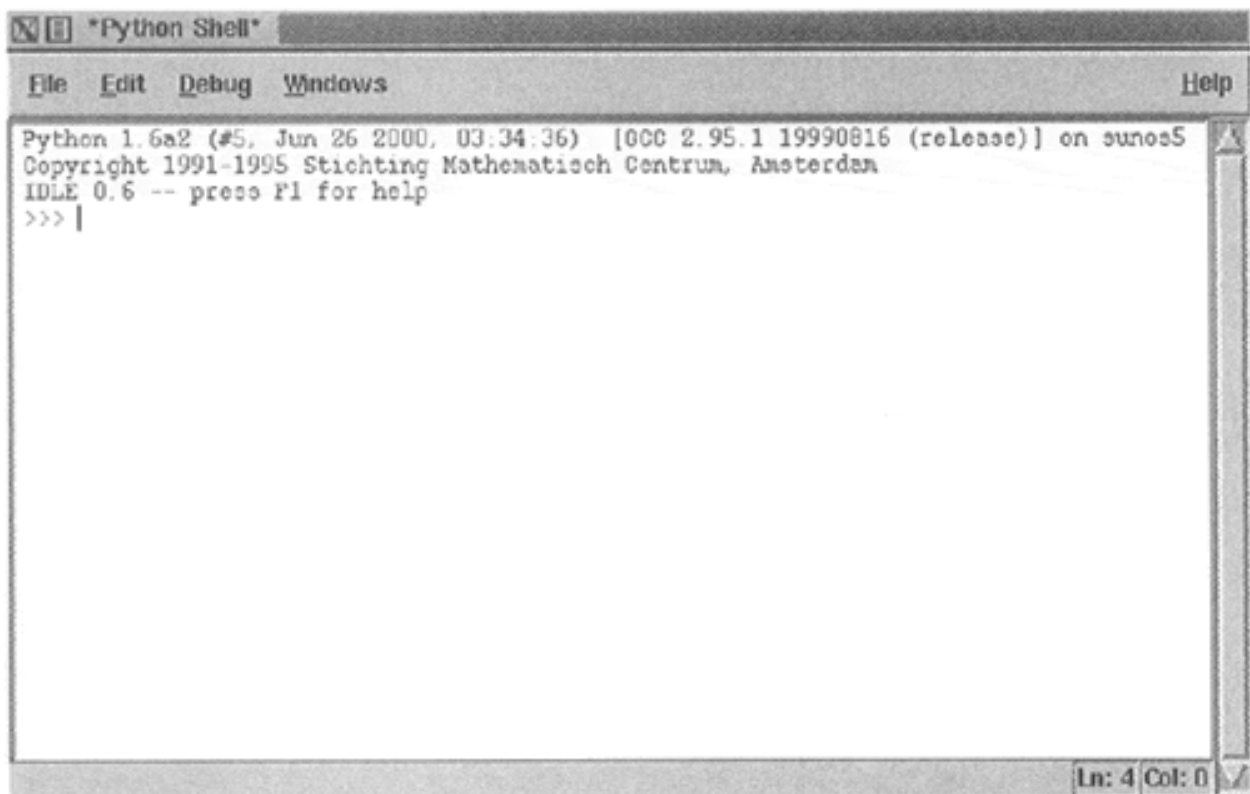 *Python Shell*
File Edit Debug Windows Help
Python 1.6a2 (#5, Jun 26 2000, 03:34:36)  [GCC 2.95.1 19990816 (release)] on sunos5
Copyright 1991-1995 Stichting Mathematisch Centrum, Amsterdam
IDLE 0.6 -- press F1 for help
>>>
Ln: 4 Col: 0